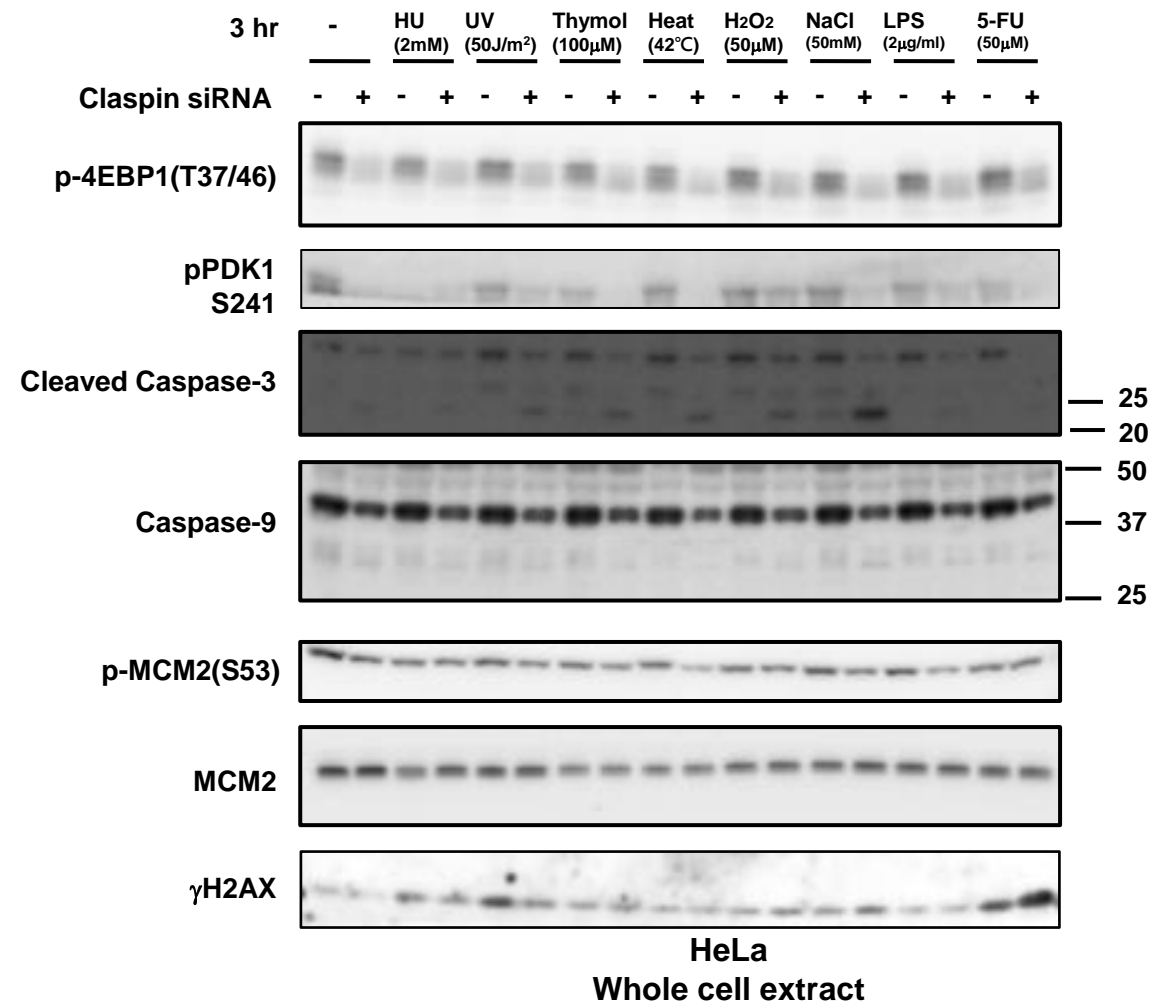 3 hr - HU UV Thymol Heat H2O2 NaCl LPS 5-FU
(2mM) (50J/m²) (100μM) (42℃) (50μM) (50mM) (2μg/ml) (50μM)
Claspin siRNA - + - + - + - + - + - + - + - + - +
p-4EBP1(T37/46)
pPDK1
S241
Cleaved Caspase-3
25
20
50
Caspase-9
37
25
p-MCM2(S53)
MCM2
γH2AX
HeLa
Whole cell extract